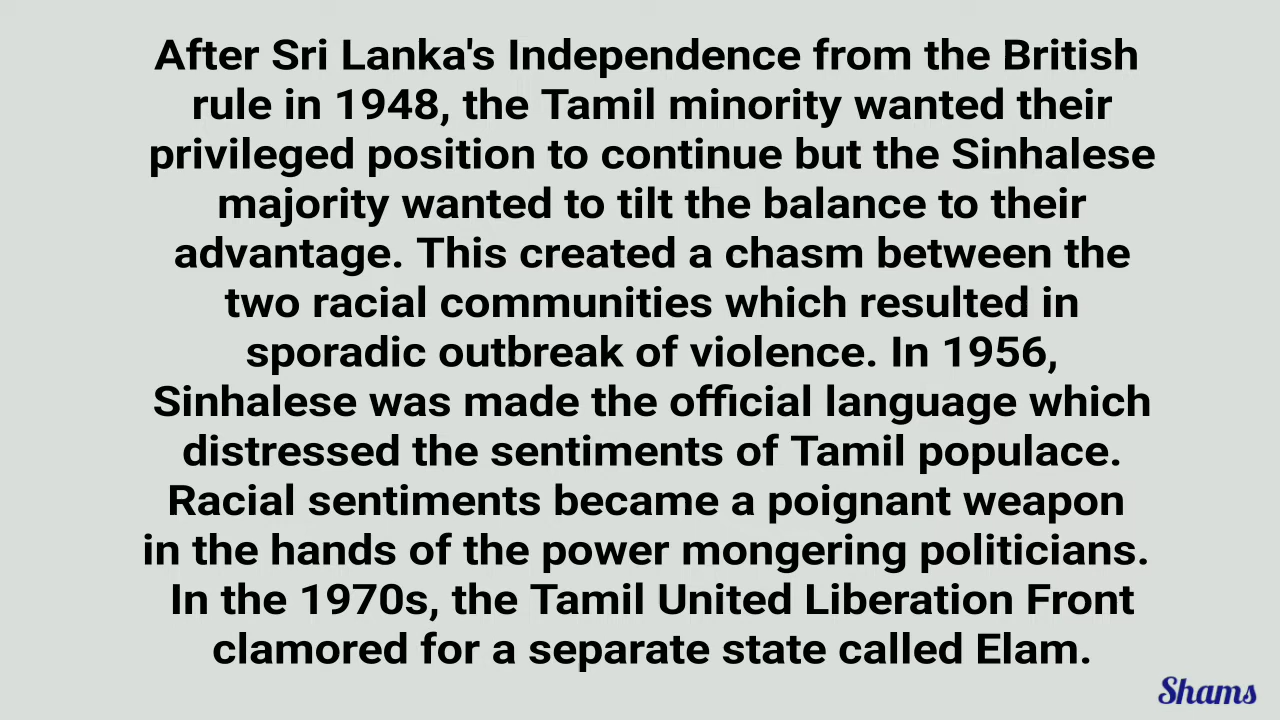 After Sri Lanka's Independence from the British
rule in 1948, the Tamil minority wanted their
privileged position to continue but the Sinhalese
majority wanted to tilt the balance to their
advantage. This created a chasm between the
two racial communities which resulted in
sporadic outbreak of violence. In 1956,
Sinhalese was made the official language which
distressed the sentiments of Tamil populace.
Racial sentiments became a poignant weapon
in the hands of the power mongering politicians.
In the 1970s, the Tamil United Liberation Front
clamored for a separate state called Elam.
Shams